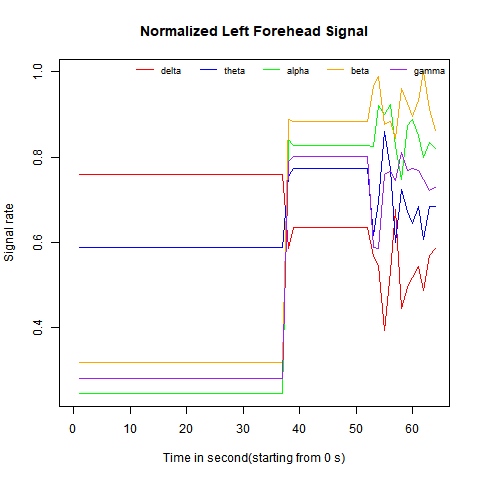 Normalized Left Forehead Signal
delta theta alpha beta gamma
1.0
0.8
0.6
0.4
Signal rate
0 10 20 30 40 50 60
Time in second(starting from 0 s)